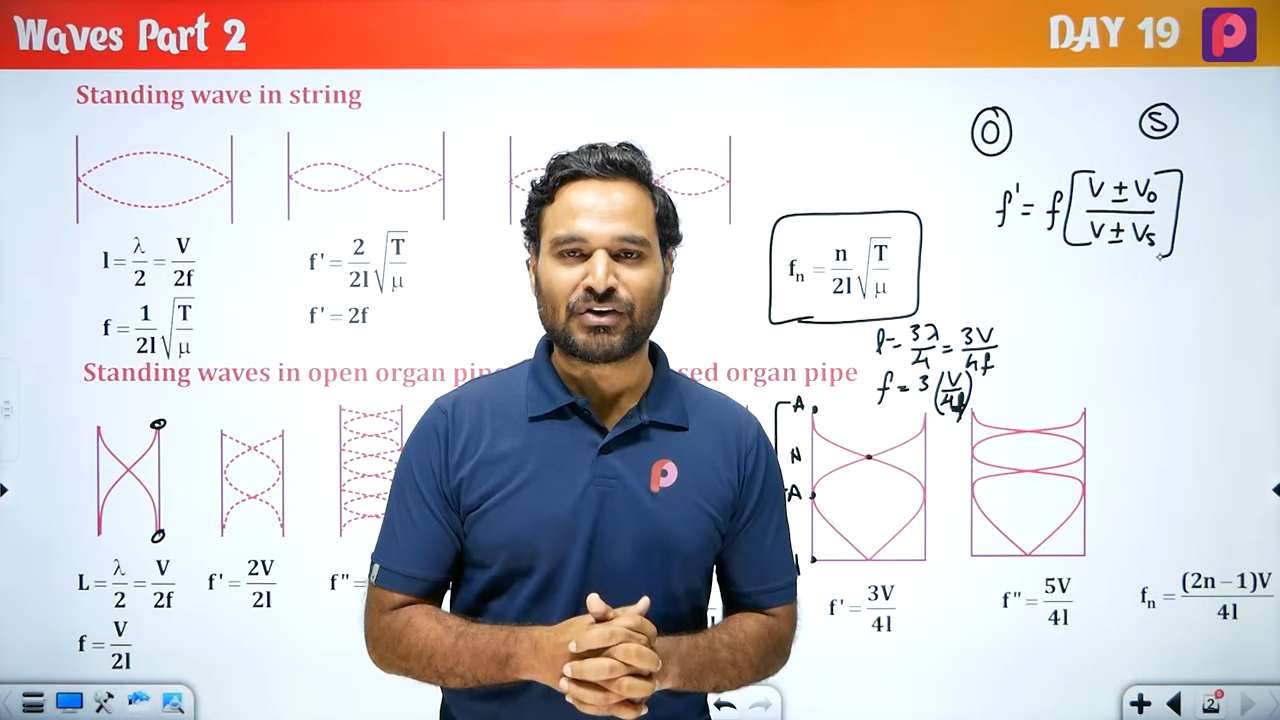 Waves Part 2
DAY 19
Standing wave in string
l = λ/2 = V/2f
f = 1/2l √(T/μ)
f' = 2/2l √(T/μ)
f' = 2f
fₙ = n/2l √(T/μ)
O S
f' = f[(V ± V₀)/(V ± Vₛ)]
l = 3λ/4 = 3V/4f
f = 3(V/4l)
Standing waves in open organ pip
sed organ pipe
A
N
A
L = λ/2 = V/2f
f = V/2l
f' = 2V/2l
f" =
f' = 3V/4l
f" = 5V/4l
fₙ = (2n−1)V/4l
2